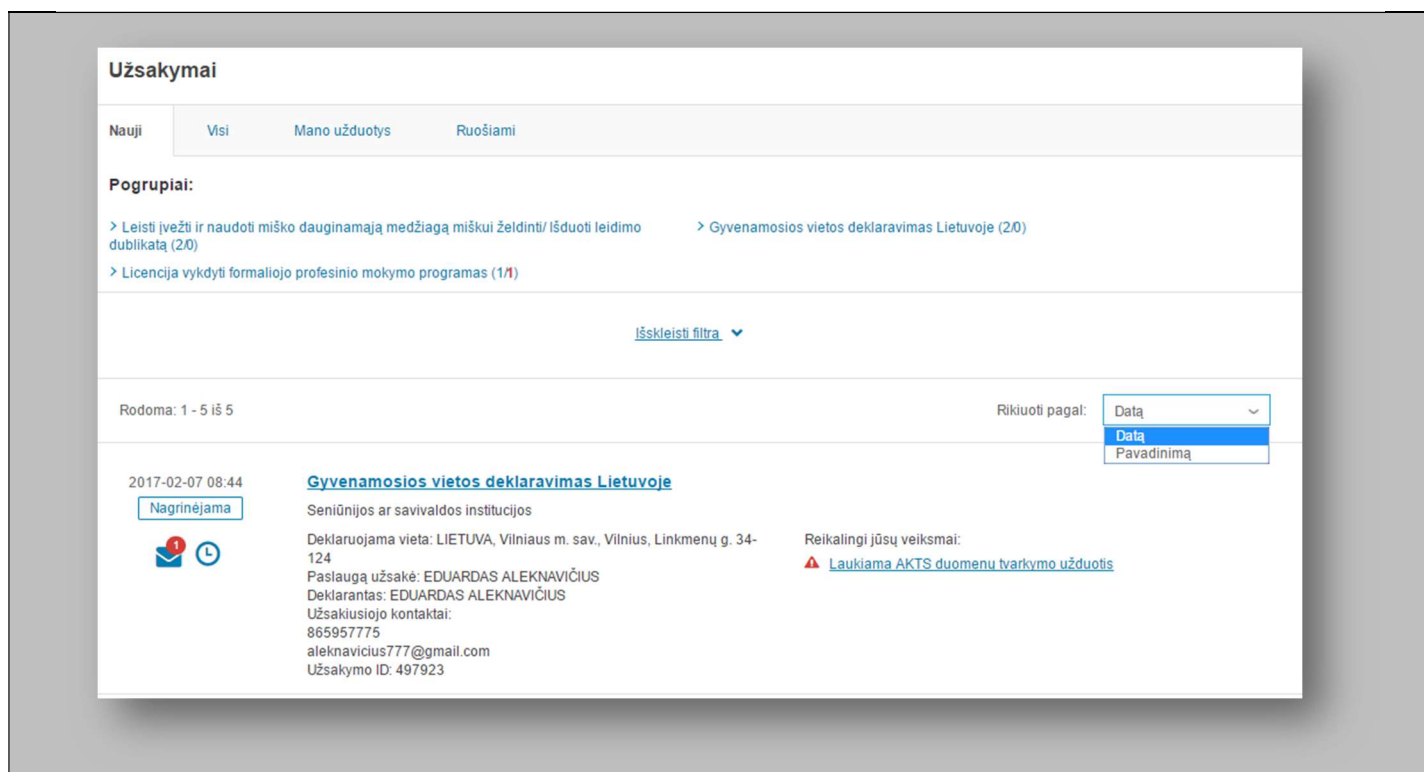 Užsakymai
Nauji Visi Mano užduotys Ruošiami
Pogrupiai:
> Leisti įvežti ir naudoti miško dauginamąją medžiagą miškui želdinti/ Išduoti leidimo
dublikatą (2/0)
> Gyvenamosios vietos deklaravimas Lietuvoje (2/0)
> Licencija vykdyti formaliojo profesinio mokymo programas (1/1)
Išskleisti filtrą
Rodoma: 1 - 5 iš 5
Rikiuoti pagal: Datą
Datą
Pavadinimą
2017-02-07 08:44
Nagrinėjama
1
Gyvenamosios vietos deklaravimas Lietuvoje
Seniūnijos ar savivaldos institucijos
Deklaruojama vieta: LIETUVA, Vilniaus m. sav., Vilnius, Linkmenų g. 34-
124
Paslaugą užsakė: EDUARDAS ALEKNAVIČIUS
Deklarantas: EDUARDAS ALEKNAVIČIUS
Užsakiusiojo kontaktai:
865957775
aleknavicius777@gmail.com
Užsakymo ID: 497923
Reikalingi jūsų veiksmai:
Laukiama AKTS duomenų tvarkymo užduotis